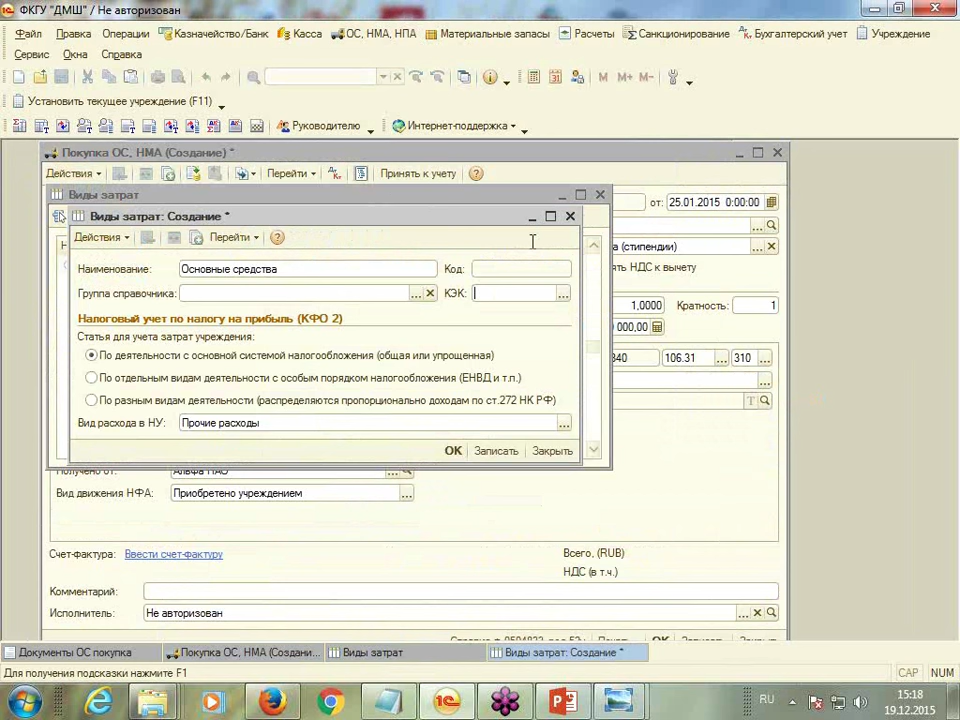 ФКГУ "ДМШ" / Не авторизован
Файл Правка Операции Казначейство/Банк Касса ОС, НМА, НПА Материальные запасы Расчеты Санкционирование Бухгалтерский учет Учреждение
Сервис Окна Справка
M M+ M-
Установить текущее учреждение (F11)
Руководителю Интернет-поддержка
Покупка ОС, НМА (Создание) *
Действия Перейти Принять к учету
Виды затрат
от: 25.01.2015 0:00:00
Виды затрат: Создание *
Действия Перейти
а (стипендии)
ять НДС к вычету
Наименование: Основные средства Код:
Группа справочника: КЭК:
1,0000 Кратность: 1
Налоговый учет по налогу на прибыль (КФО 2)
000,00
Статья для учета затрат учреждения:
По деятельности с основной системой налогообложения (общая или упрощенная)
340 106.31 310
По отдельным видам деятельности с особым порядком налогообложения (ЕНВД и т.п.)
По разным видам деятельности (распределяются пропорционально доходам по ст.272 НК РФ)
Вид расхода в НУ: Прочие расходы
OK Записать Закрыть
Получено от: Альфа ПАО
Вид движения НФА: Приобретено учреждением
Счет-фактура: Ввести счет-фактуру Всего, (RUB)
НДС (в т.ч.)
Комментарий:
Исполнитель: Не авторизован
Документы ОС покупка Покупка ОС, НМА (Создани... Виды затрат Виды затрат: Создание *
Для получения подсказки нажмите F1 CAP NUM
RU 15:18
19.12.2015